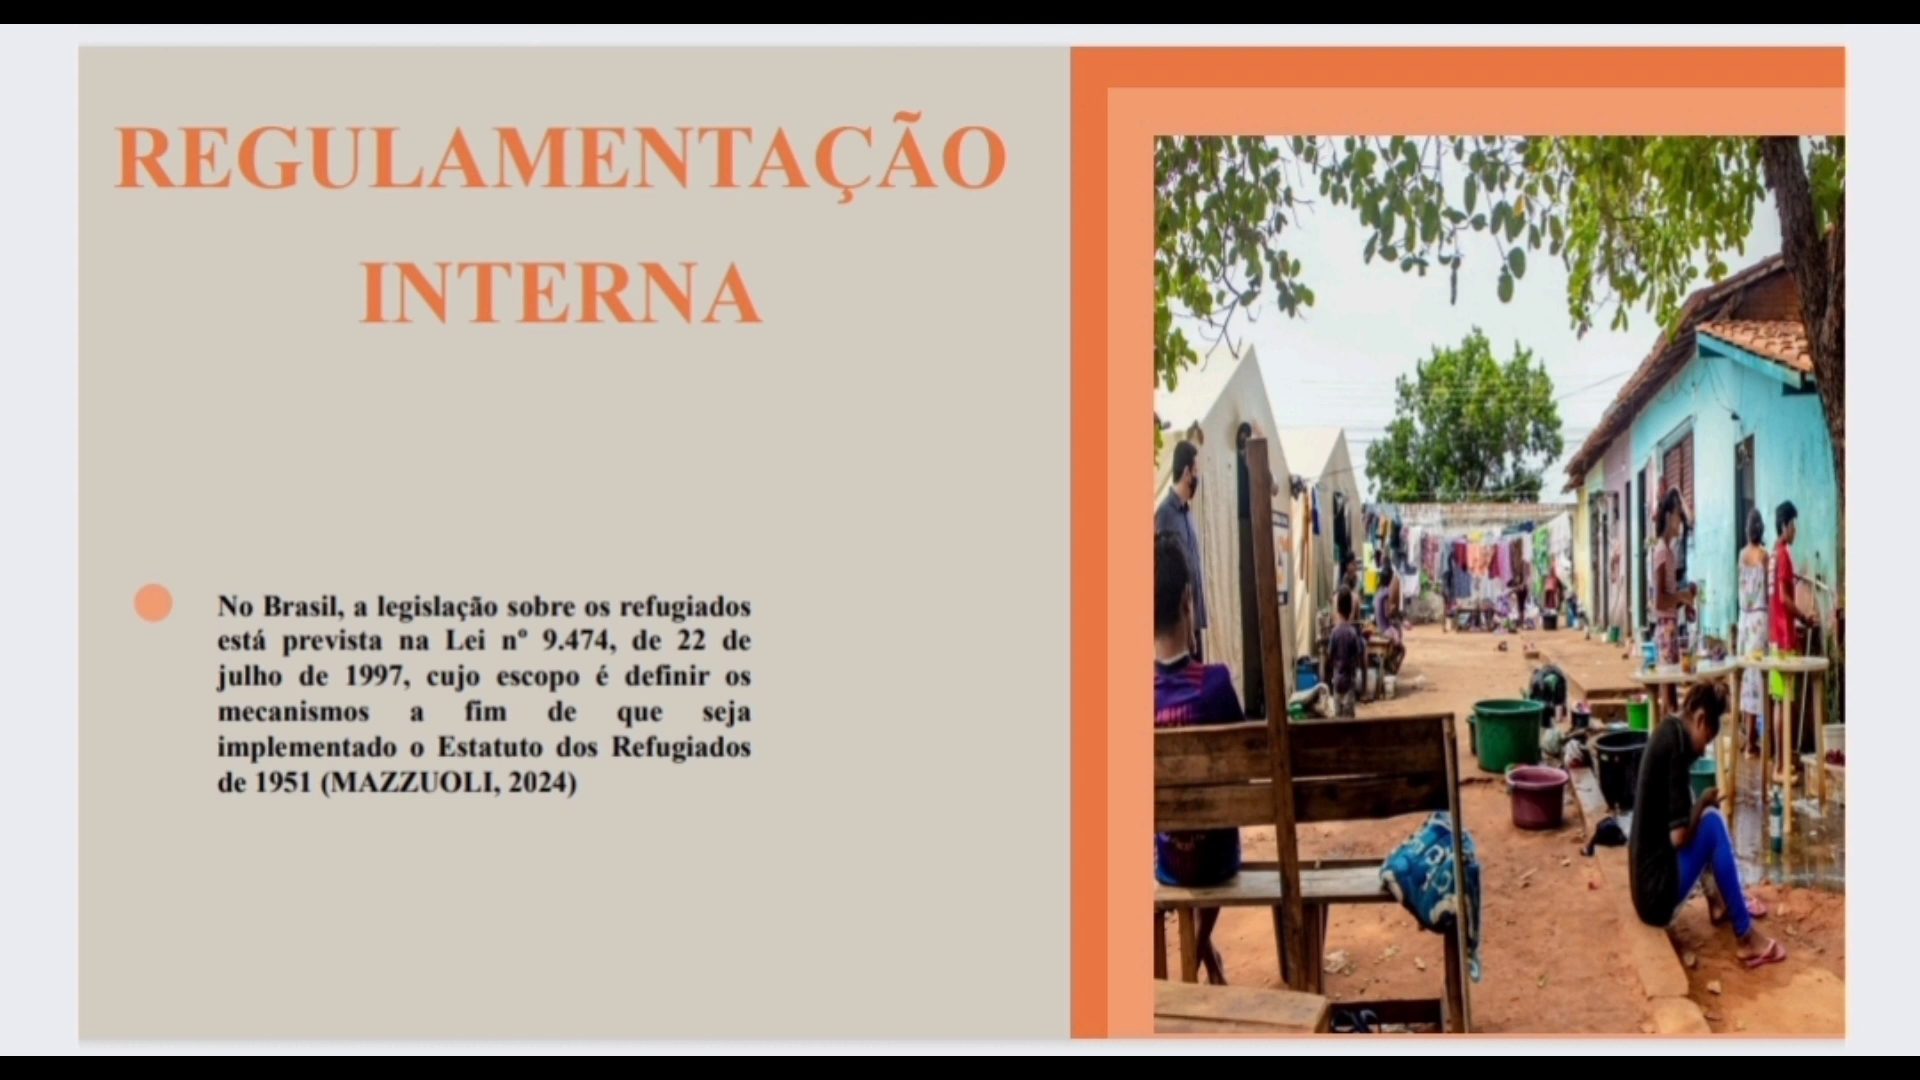 REGULAMENTAÇÃO
INTERNA
No Brasil, a legislação sobre os refugiados
está prevista na Lei nº 9.474, de 22 de
julho de 1997, cujo escopo é definir os
mecanismos a fim de que seja
implementado o Estatuto dos Refugiados
de 1951 (MAZZUOLI, 2024)